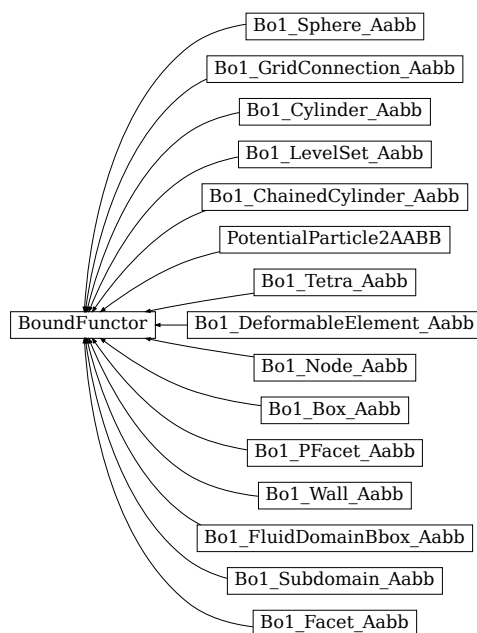 Bo1_Sphere_Aabb
Bo1_GridConnection_Aabb
Bo1_Cylinder_Aabb
Bo1_LevelSet_Aabb
Bo1_ChainedCylinder_Aabb
PotentialParticle2AABB
Bo1_Tetra_Aabb
BoundFunctor
Bo1_DeformableElement_Aabb
Bo1_Node_Aabb
Bo1_Box_Aabb
Bo1_PFacet_Aabb
Bo1_Wall_Aabb
Bo1_FluidDomainBbox_Aabb
Bo1_Subdomain_Aabb
Bo1_Facet_Aabb